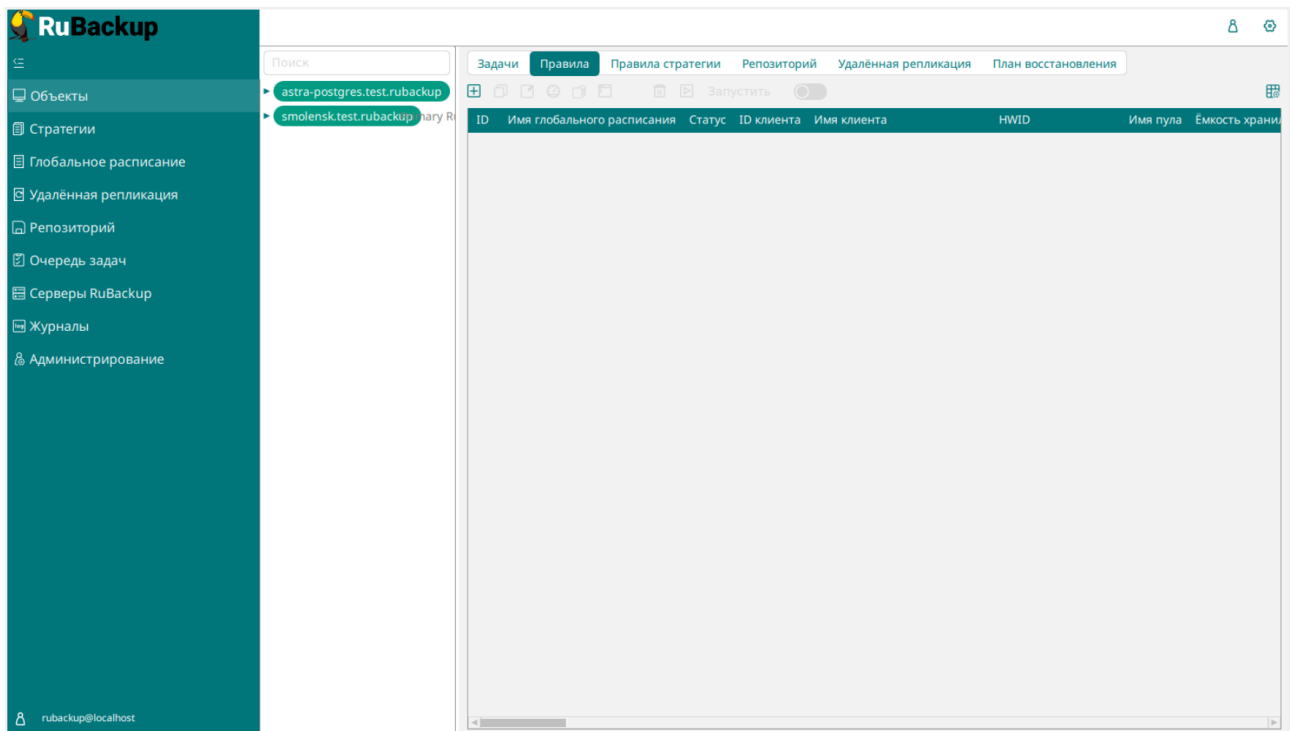 RuBackup
Объекты
Стратегии
Глобальное расписание
Удалённая репликация
Репозиторий
Очередь задач
Серверы RuBackup
Журналы
Администрирование
rubackup@localhost
Поиск
astra-postgres.test.rubackup
smolensk.test.rubackup
Задачи Правила Правила стратегии Репозиторий Удалённая репликация План восстановления
Запустить
ID Имя глобального расписания Статус ID клиента Имя клиента HWID Имя пула Ёмкость хранил